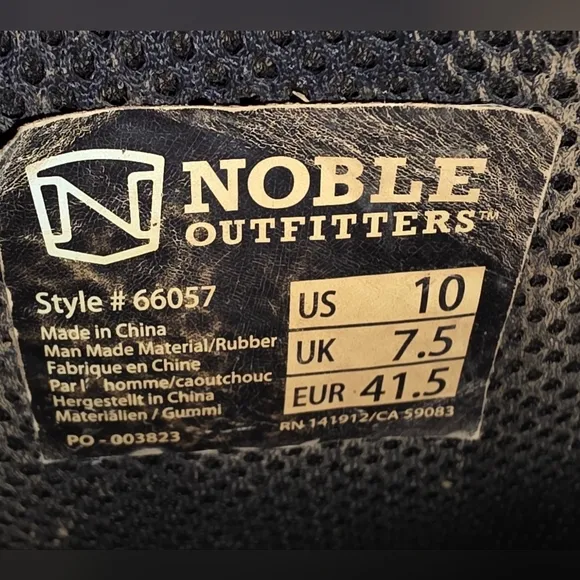 N NOBLE
OUTFITTERS™
Style # 66057
Made in China
Man Made Material/Rubber
Fabrique en Chine
Par l' homme/caoutchouc
Hergestellt in China
Materiälien / Gummi
PO - 003823
US 10
UK 7.5
EUR 41.5
RN 141912/CA 59083